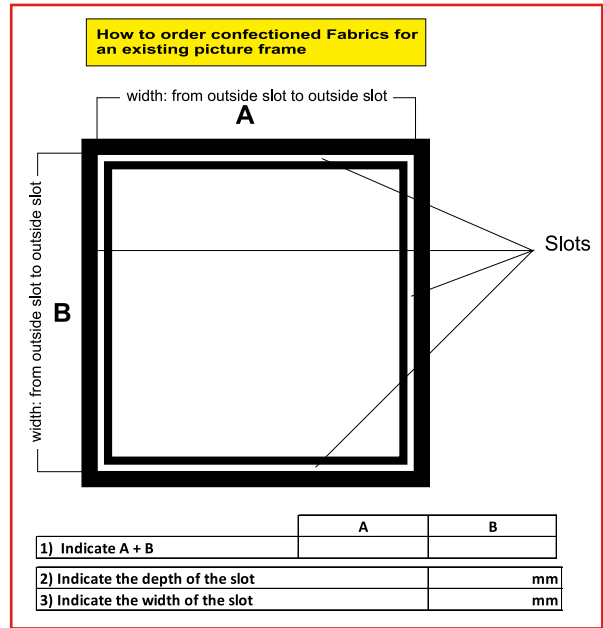 How to order confectioned Fabrics for
an existing picture frame
width: from outside slot to outside slot
A
width: from outside slot to outside slot
B
Slots
A B
1) Indicate A + B
2) Indicate the depth of the slot mm
3) Indicate the width of the slot mm